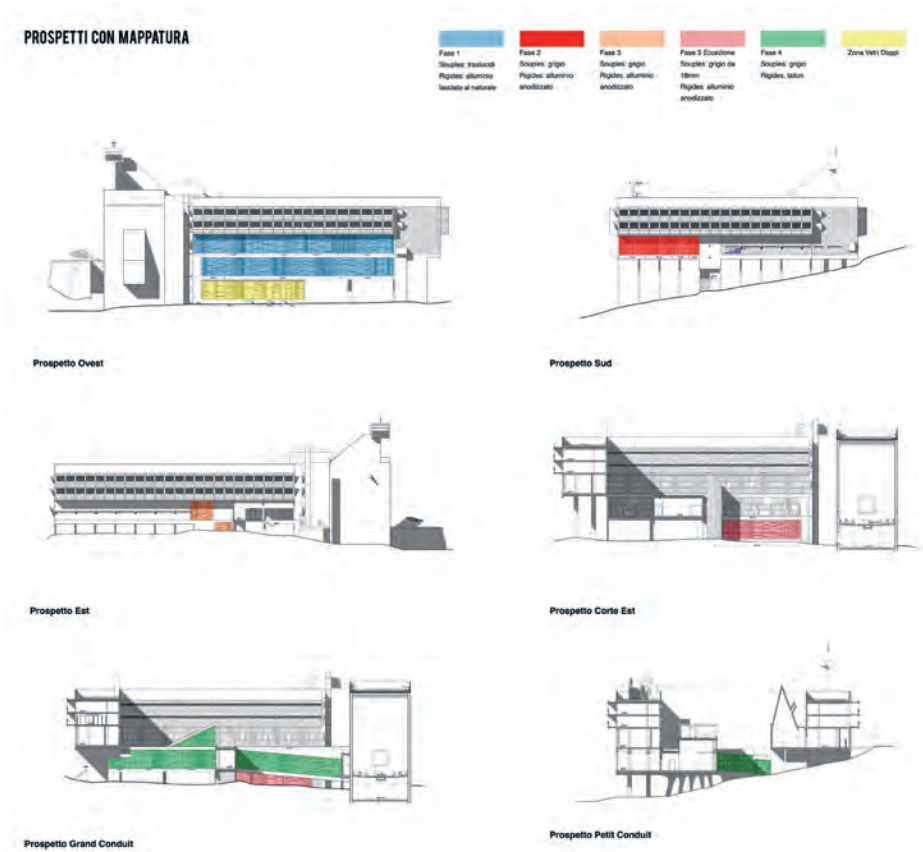 PROSPETTI CON MAPPATURA
Fase 1
Souples: traslucidi
Rigides: alluminio
lasciato al naturale
Fase 2
Souples: grigio
Rigides: alluminio
anodizzato
Fase 3
Souples: grigio
Rigides: alluminio
anodizzato
Fase 3 Eccezione
Souples: grigio da
18mm
Rigides: alluminio
anodizzato
Fase 4
Souples: grigio
Rigides:
Zona Vetri Doppi
Prospetto Ovest
Prospetto Sud
Prospetto Est
Prospetto Corte Est
Prospetto Grand Conduit
Prospetto Petit Conduit